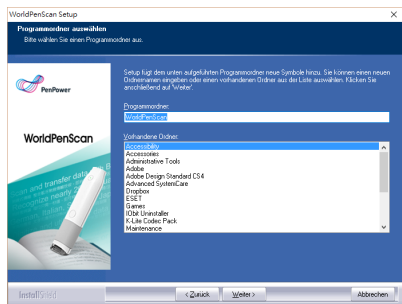 WorldPenScan Setup
Programmordner auswählen
Bitte wählen Sie einen Programmordner aus.
PenPower
WorldPenScan
Setup fügt dem unten aufgeführten Programmordner neue Symbole hinzu. Sie können einen neuen
Ordnernamen eingeben oder einen vorhandenen Ordner aus der Liste auswählen. Klicken Sie
anschließend auf 'Weiter'.
Programmordner:
WorldPenScan
Vorhandene Ordner:
Accessibility
Accessories
Administrative Tools
Adobe
Adobe Design Standard CS4
Advanced SystemCare
Dropbox
ESET
Games
IObit Uninstaller
K-Lite Codec Pack
Maintenance
InstallShield
< Zurück
Weiter >
Abbrechen